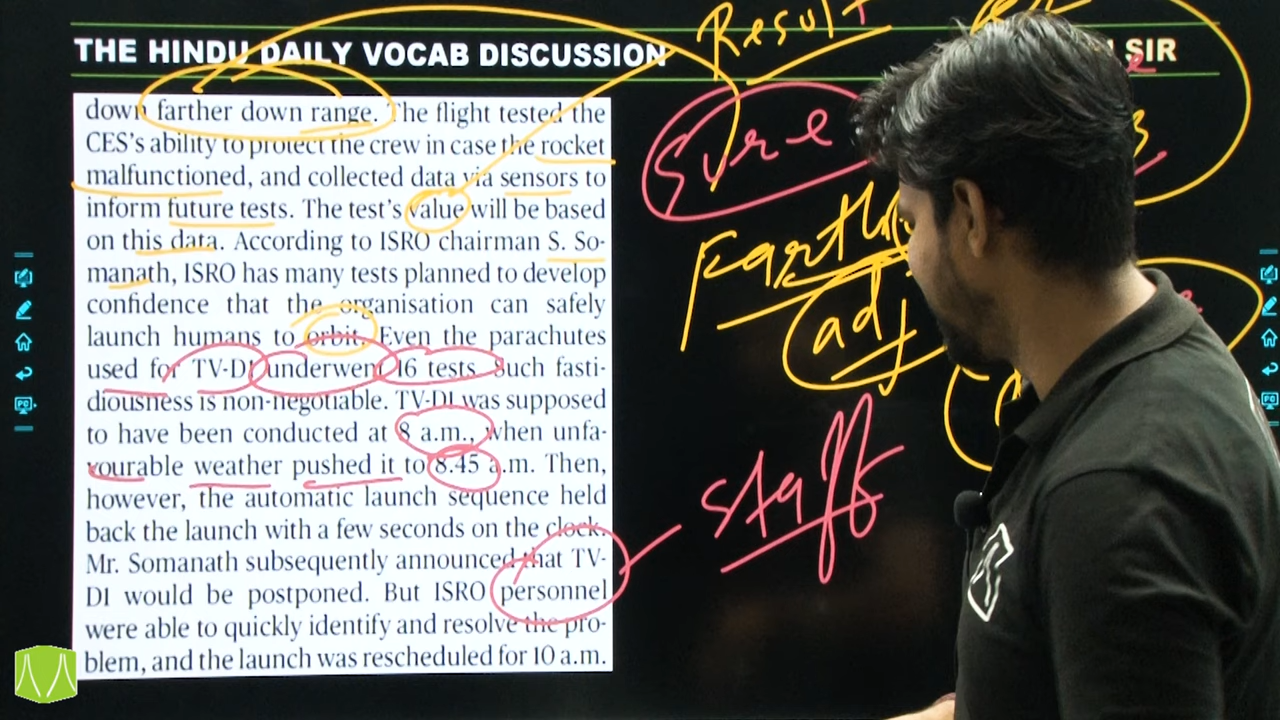 THE HINDU DAILY VOCAB DISCUSSION
SIR
down farther down range. The flight tested the
CES's ability to protect the crew in case the rocket
malfunctioned, and collected data via sensors to
inform future tests. The test's value will be based
on this data. According to ISRO chairman S. So-
manath, ISRO has many tests planned to develop
confidence that the organisation can safely
launch humans to orbit. Even the parachutes
used for TV-D1 underwent 16 tests. Such fasti-
diousness is non-negotiable. TV-D1 was supposed
to have been conducted at 8 a.m., when unfa-
vourable weather pushed it to 8.45 a.m. Then,
however, the automatic launch sequence held
back the launch with a few seconds on the clock.
Mr. Somanath subsequently announced that TV-
D1 would be postponed. But ISRO personnel
were able to quickly identify and resolve the pro-
blem, and the launch was rescheduled for 10 a.m.
Result
Sure
Farth
adj
staff
PC
PC